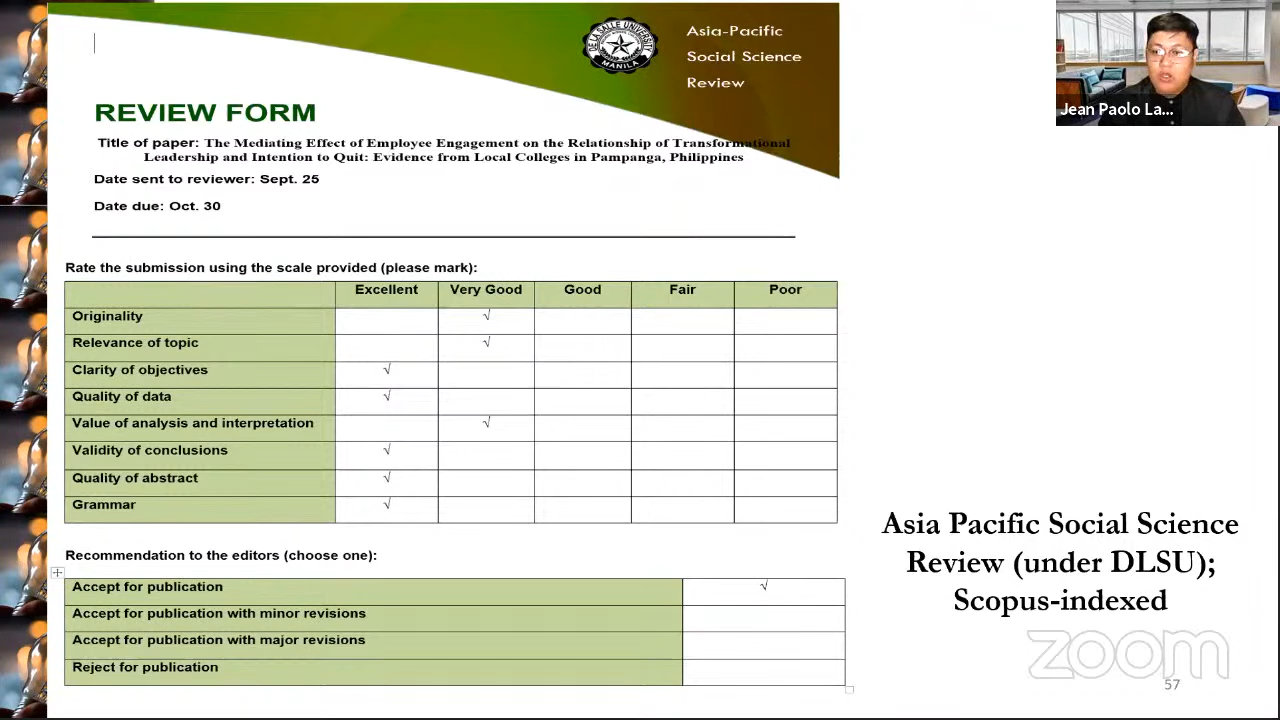 Asia-Pacific
Social Science
Review
DE LA SALLE UNIVERSITY
MANILA
REVIEW FORM
Title of paper: The Mediating Effect of Employee Engagement on the Relationship of Transformational
Leadership and Intention to Quit: Evidence from Local Colleges in Pampanga, Philippines
Date sent to reviewer: Sept. 25
Date due: Oct. 30
Rate the submission using the scale provided (please mark):
Excellent Very Good Good Fair Poor
Originality √
Relevance of topic √
Clarity of objectives √
Quality of data √
Value of analysis and interpretation √
Validity of conclusions √
Quality of abstract √
Grammar √
Recommendation to the editors (choose one):
Accept for publication √
Accept for publication with minor revisions
Accept for publication with major revisions
Reject for publication
Jean Paolo La...
Asia Pacific Social Science
Review (under DLSU);
Scopus-indexed
zoom
57